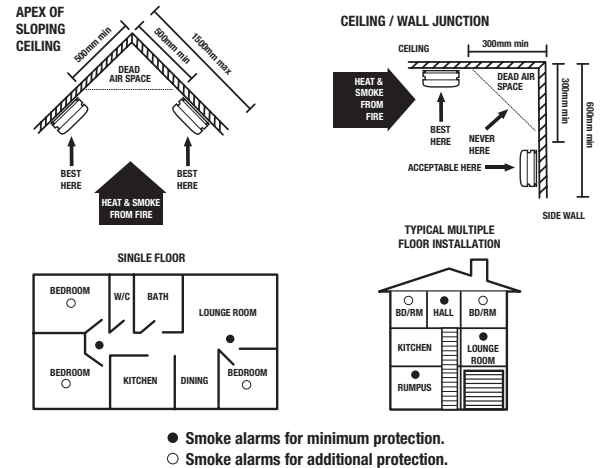 APEX OF
SLOPING
CEILING
500mm min
500mm min
1500mm max
DEAD
AIR SPACE
BEST
HERE
BEST
HERE
HEAT & SMOKE
FROM FIRE
CEILING / WALL JUNCTION
CEILING
300mm min
HEAT &
SMOKE
FROM
FIRE
DEAD AIR
SPACE
300mm min
600mm min
BEST
HERE
NEVER
HERE
ACCEPTABLE HERE
SIDE WALL
SINGLE FLOOR
BEDROOM
W/C
BATH
LOUNGE ROOM
BEDROOM
KITCHEN
DINING
BEDROOM
TYPICAL MULTIPLE
FLOOR INSTALLATION
BD/RM
HALL
BD/RM
KITCHEN
LOUNGE
ROOM
RUMPUS
● Smoke alarms for minimum protection.
○ Smoke alarms for additional protection.